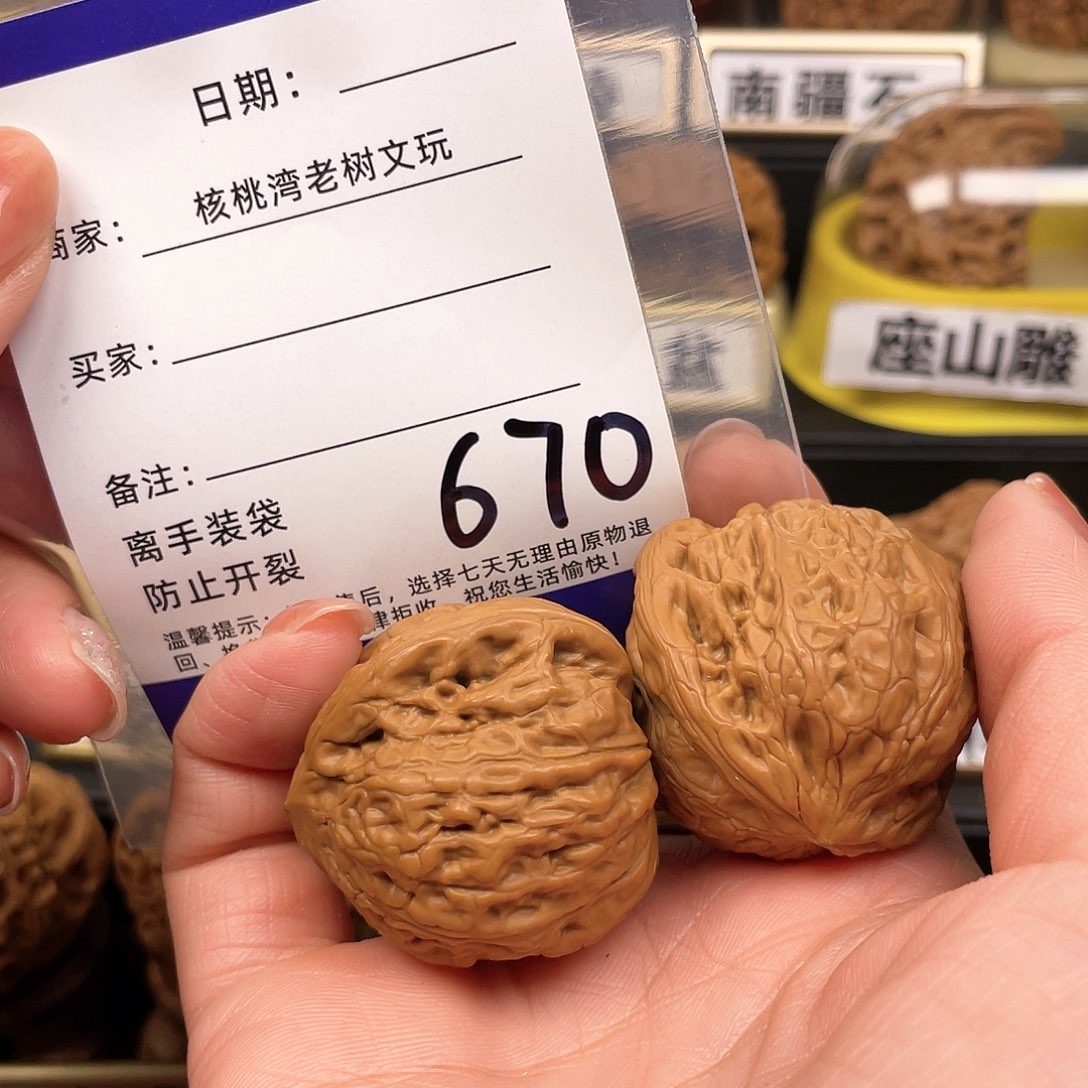 日期：
商家：核桃湾老树文玩
买家：
备注：
670
离手装袋
防止开裂
温馨提示：
售后，选择七天无理由原物退
回、
拒收，祝您生活愉快！
南疆石
座山雕